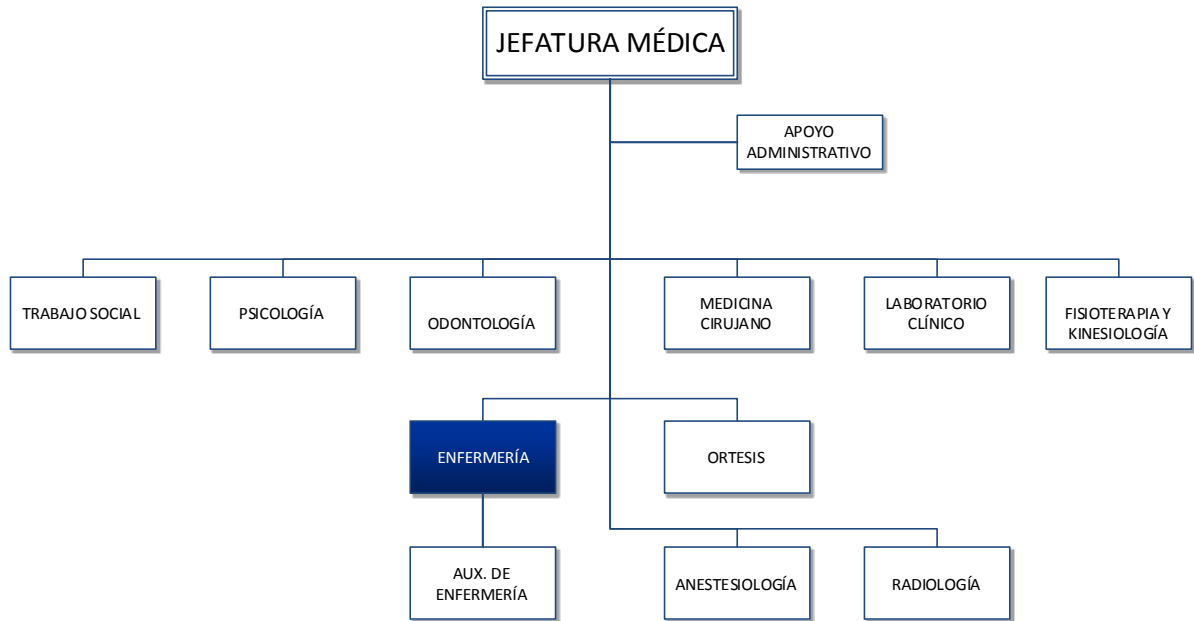 JEFATURA MÉDICA
APOYO
ADMINISTRATIVO
TRABAJO SOCIAL
PSICOLOGÍA
ODONTOLOGÍA
MEDICINA
CIRUJANO
LABORATORIO
CLÍNICO
FISIOTERAPIA Y
KINESIOLOGÍA
ENFERMERÍA
ORTESIS
AUX. DE
ENFERMERÍA
ANESTESIOLOGÍA
RADIOLOGÍA